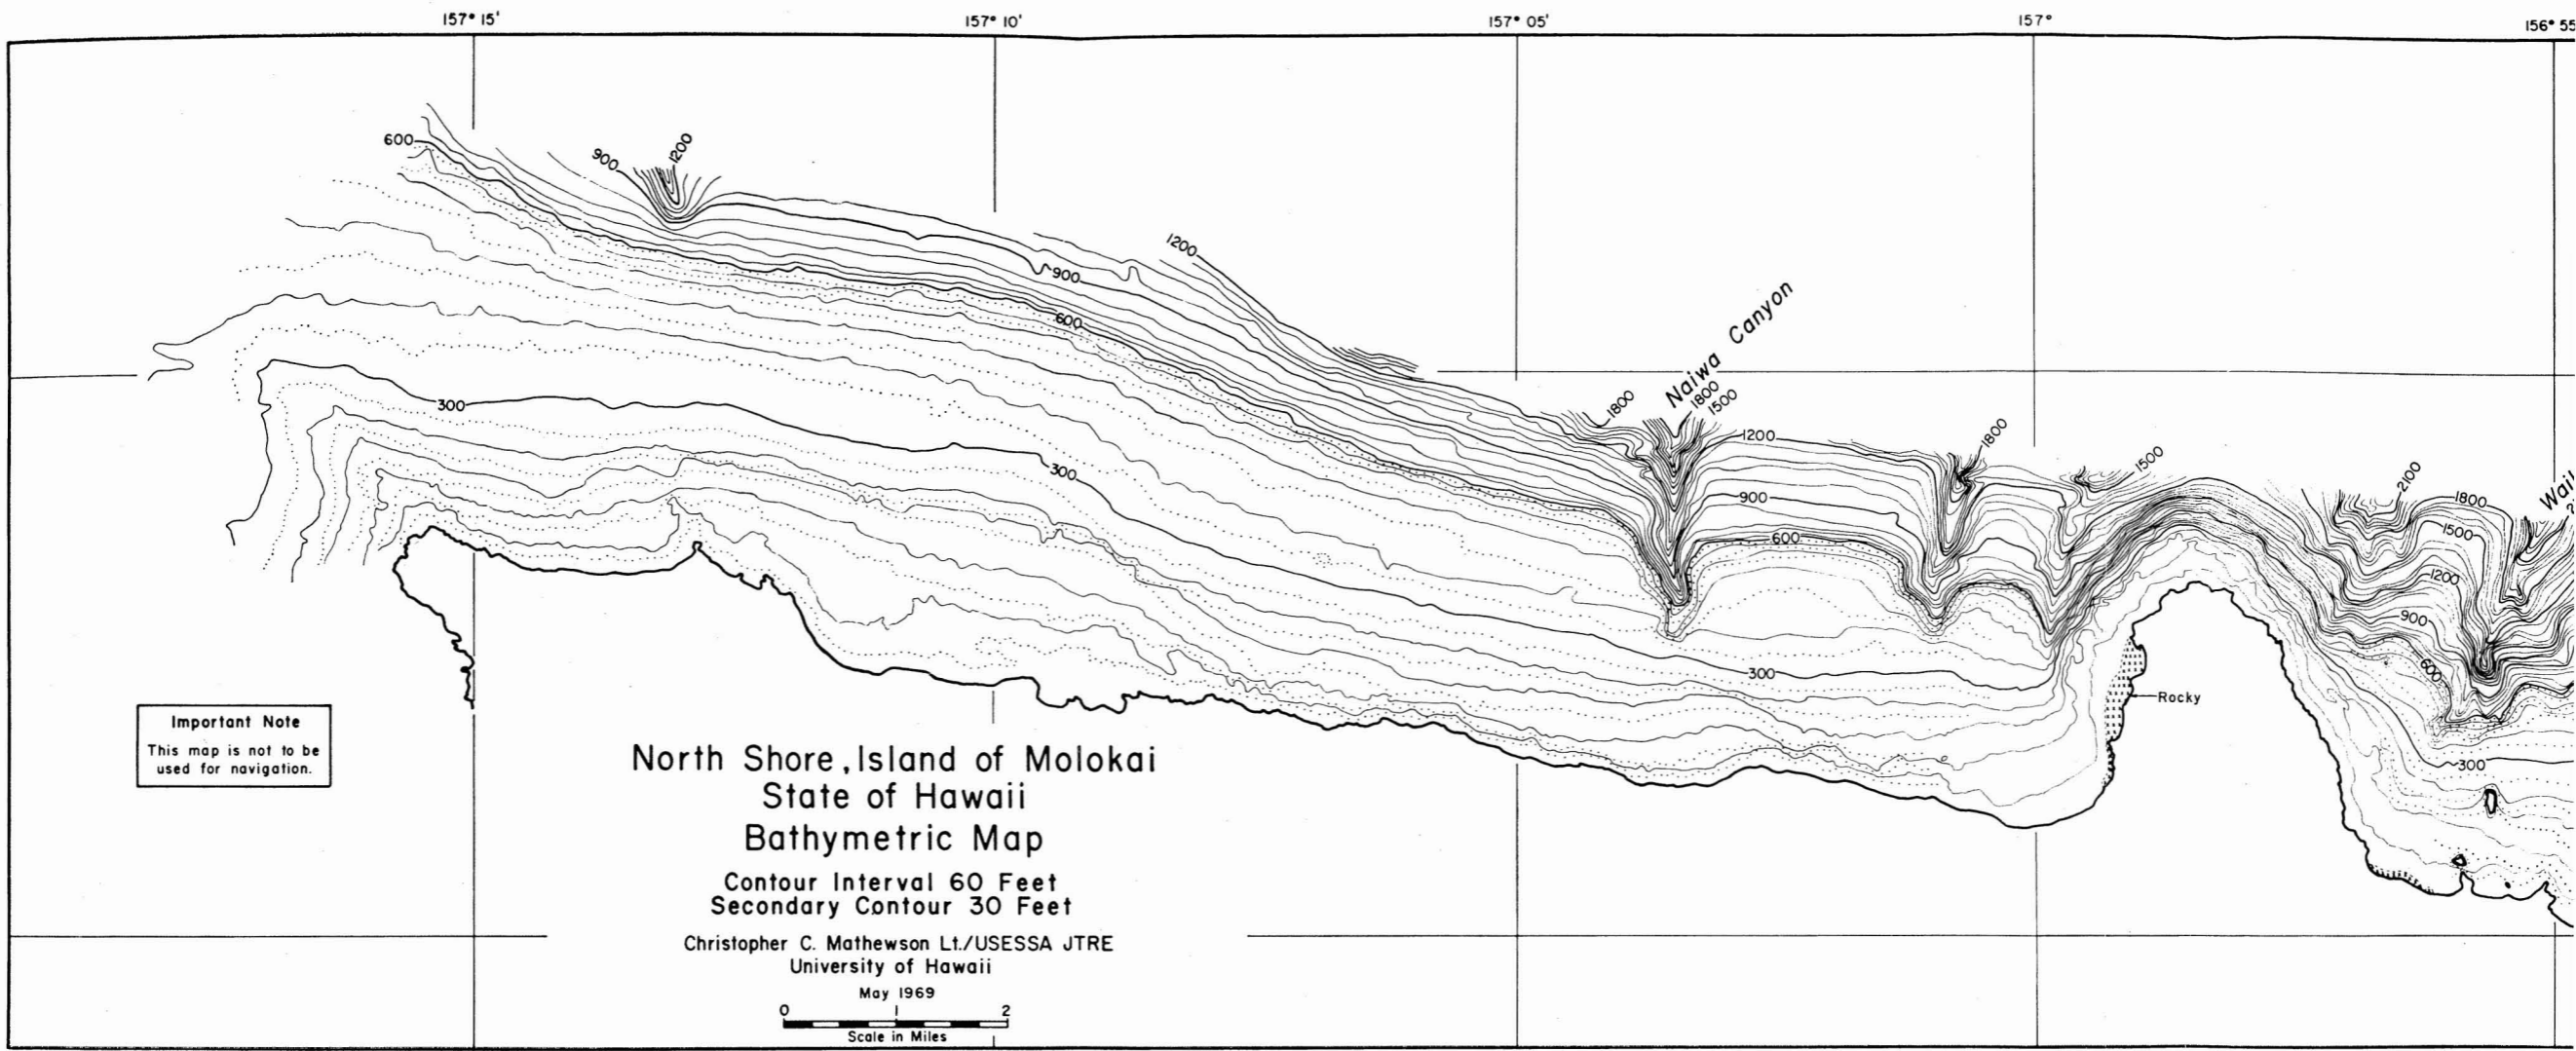 157° 15'
157° 10'
157° 05'
157°
156° 55
600
900
1200
1200
900
600
300
300
Naiwa Canyon
1800
1800
1500
1200
900
600
300
1800
1500
2100
1800
1500
1200
900
600
300
Rocky
Important Note
This map is not to be
used for navigation.
North Shore, Island of Molokai
State of Hawaii
Bathymetric Map
Contour Interval 60 Feet
Secondary Contour 30 Feet
Christopher C. Mathewson Lt./USESSA JTRE
University of Hawaii
May 1969
0 1 2
Scale in Miles